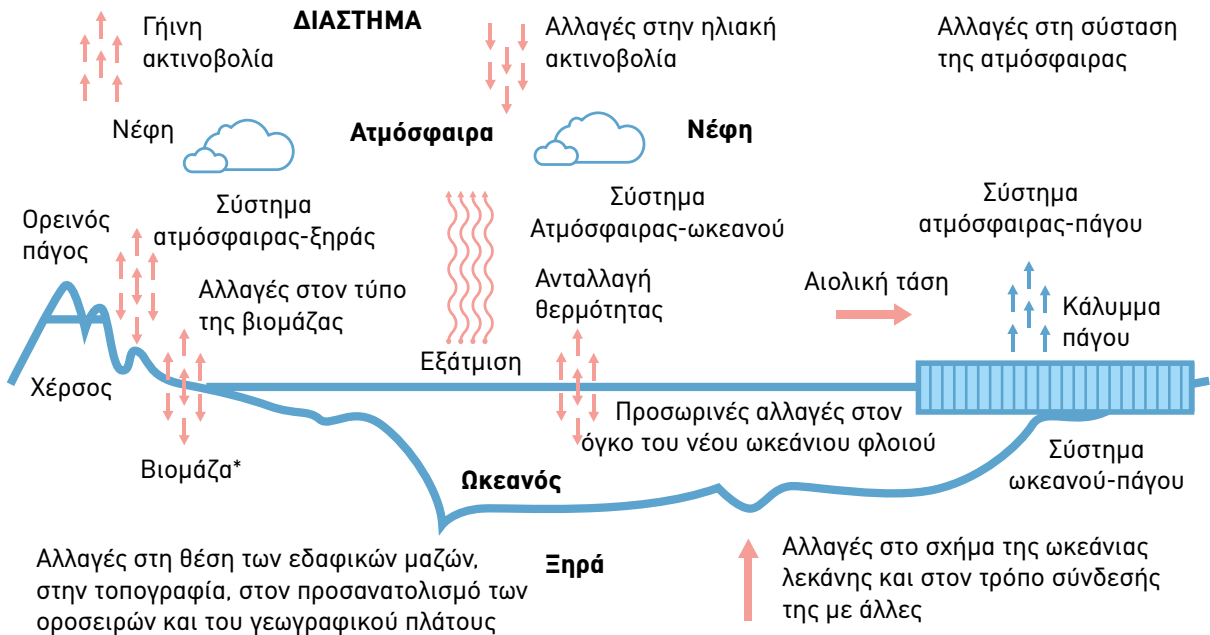 Γήινη
ακτινοβολία
ΔΙΑΣΤΗΜΑ
Αλλαγές στην ηλιακή
ακτινοβολία
Αλλαγές στη σύσταση
της ατμόσφαιρας
Νέφη
Ατμόσφαιρα
Νέφη
Ορεινός
πάγος
Σύστημα
ατμόσφαιρας-ξηράς
Σύστημα
Ατμόσφαιρας-ωκεανού
Σύστημα
ατμόσφαιρας-πάγου
Αλλαγές στον τύπο
της βιομάζας
Ανταλλαγή
θερμότητας
Αιολική τάση
Κάλυμμα
πάγου
Χέρσος
Εξάτμιση
Προσωρινές αλλαγές στον
όγκο του νέου ωκεάνιου φλοιού
Βιομάζα*
Ωκεανός
Σύστημα
ωκεανού-πάγου
Αλλαγές στη θέση των εδαφικών μαζών,
στην τοπογραφία, στον προσανατολισμό των
οροσειρών και του γεωγραφικού πλάτους
Ξηρά
Αλλαγές στο σχήμα της ωκεάνιας
λεκάνης και στον τρόπο σύνδεσής
της με άλλες